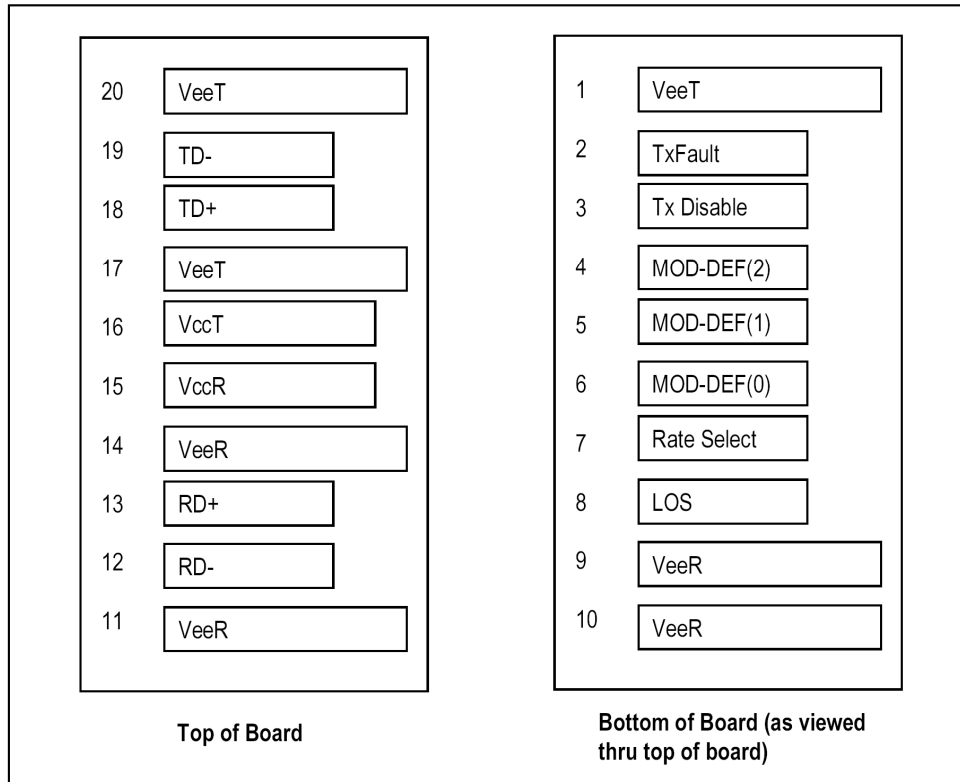 20 VeeT
19 TD-
18 TD+
17 VeeT
16 VccT
15 VccR
14 VeeR
13 RD+
12 RD-
11 VeeR
Top of Board
1 VeeT
2 TxFault
3 Tx Disable
4 MOD-DEF(2)
5 MOD-DEF(1)
6 MOD-DEF(0)
7 Rate Select
8 LOS
9 VeeR
10 VeeR
Bottom of Board (as viewed
thru top of board)